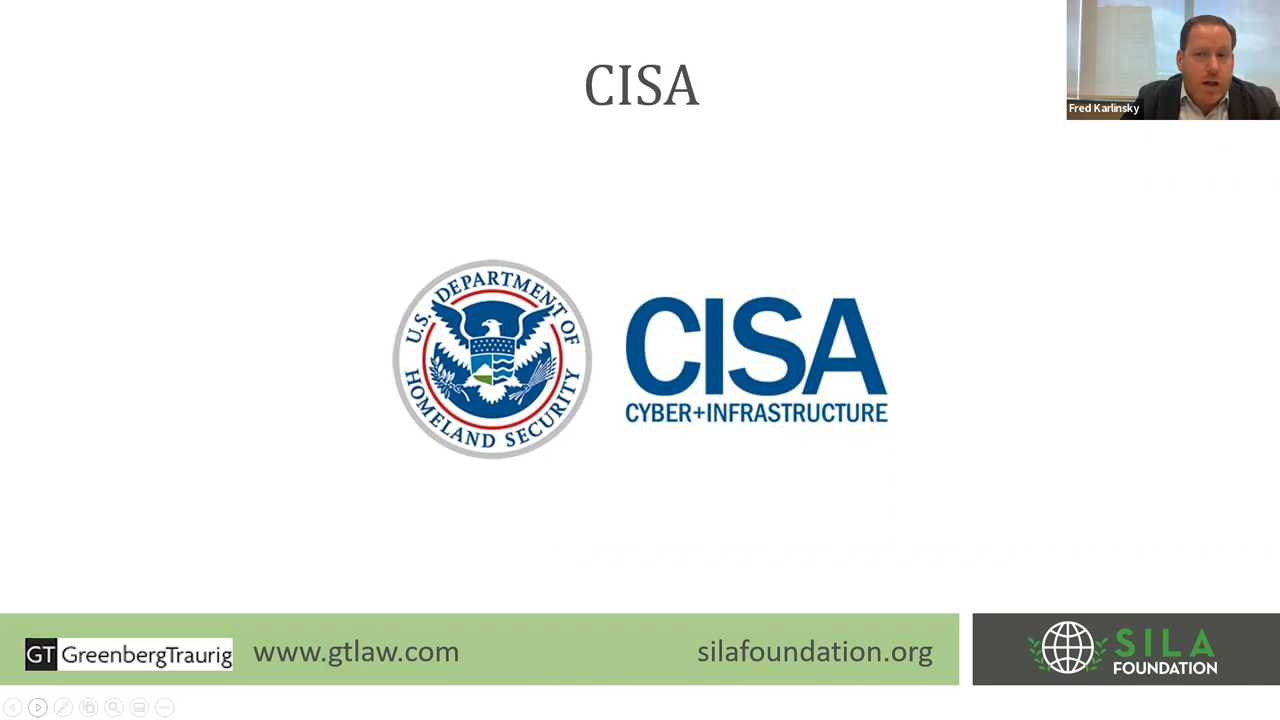 CISA
Fred Karlinsky
U.S. DEPARTMENT OF
HOMELAND SECURITY
CISA
CYBER+INFRASTRUCTURE
GT GreenbergTraurig
www.gtlaw.com
silafoundation.org
SILA
FOUNDATION